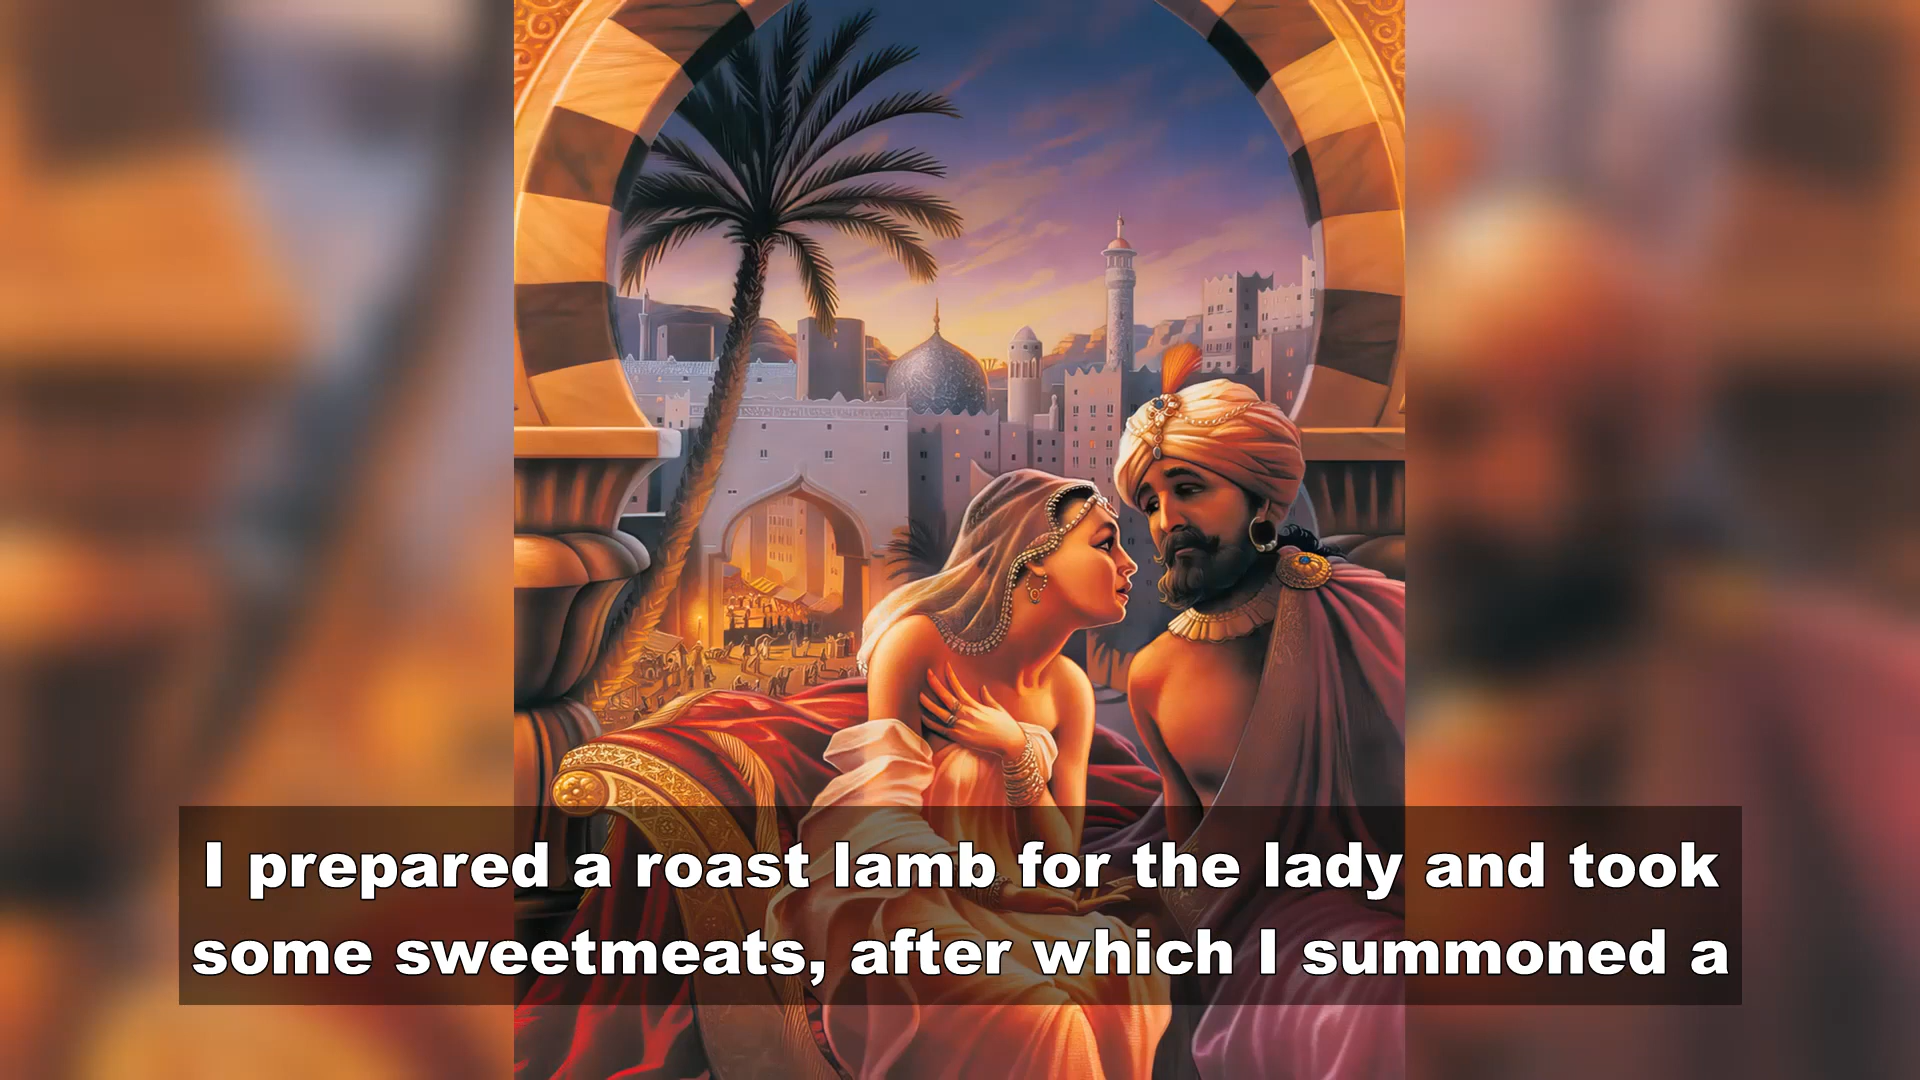 I prepared a roast lamb for the lady and took
some sweetmeats, after which I summoned a